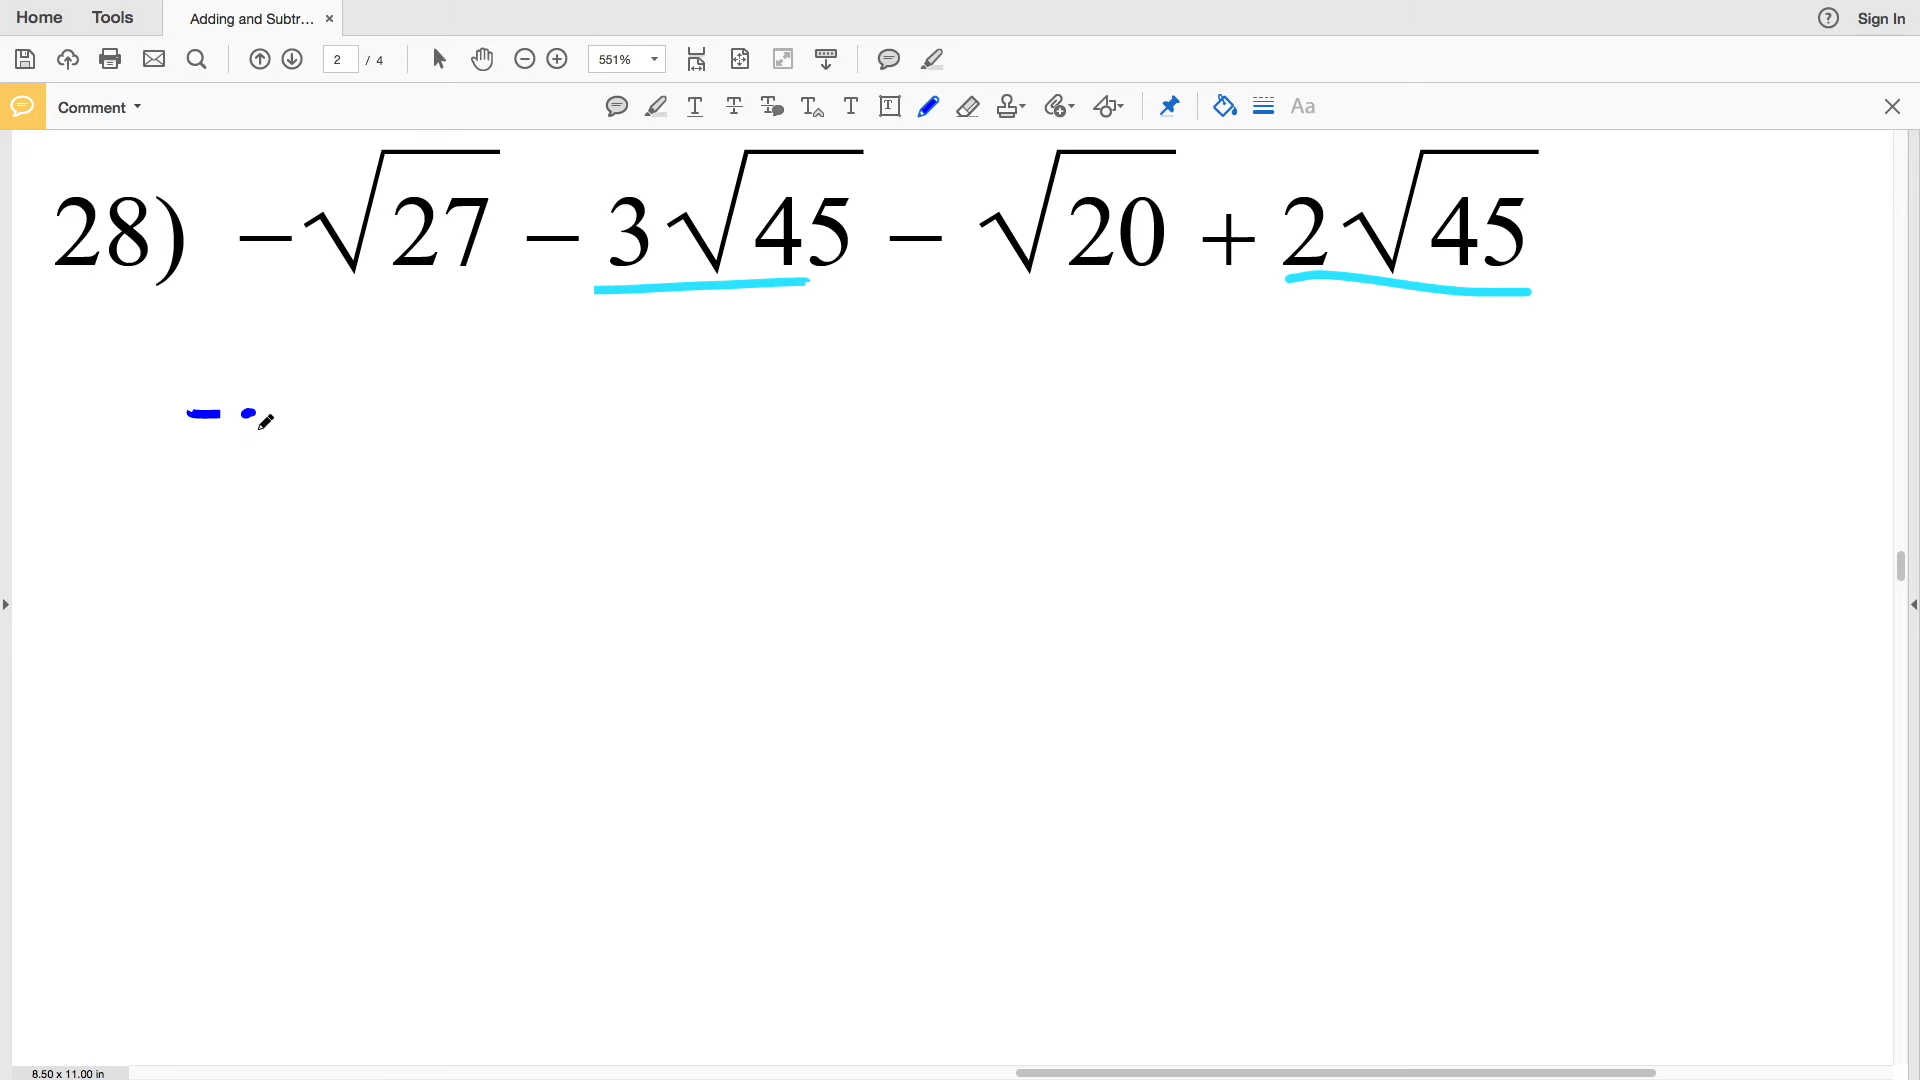 Home Tools Adding and Subtr... × ? Sign In
2 / 4 551%
Comment Aa
28) −√27 − 3√45 − √20 + 2√45
−
8.50 x 11.00 in